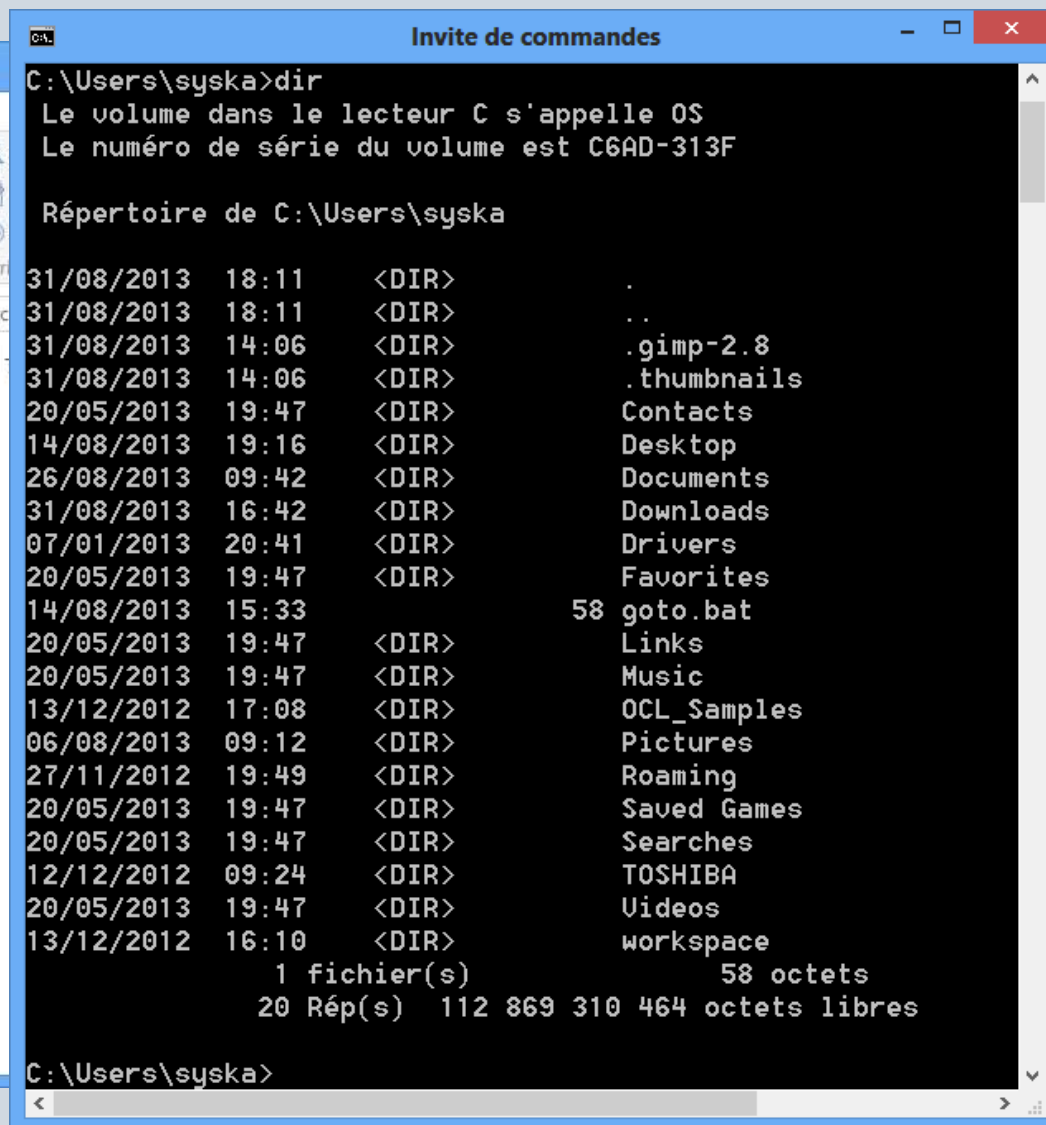 Invite de commandes
C:\Users\syska>dir
 Le volume dans le lecteur C s'appelle OS
 Le numéro de série du volume est C6AD-313F
 Répertoire de C:\Users\syska
31/08/2013  18:11    <DIR>          .
31/08/2013  18:11    <DIR>          ..
31/08/2013  14:06    <DIR>          .gimp-2.8
31/08/2013  14:06    <DIR>          .thumbnails
20/05/2013  19:47    <DIR>          Contacts
14/08/2013  19:16    <DIR>          Desktop
26/08/2013  09:42    <DIR>          Documents
31/08/2013  16:42    <DIR>          Downloads
07/01/2013  20:41    <DIR>          Drivers
20/05/2013  19:47    <DIR>          Favorites
14/08/2013  15:33                58 goto.bat
20/05/2013  19:47    <DIR>          Links
20/05/2013  19:47    <DIR>          Music
13/12/2012  17:08    <DIR>          OCL_Samples
06/08/2013  09:12    <DIR>          Pictures
27/11/2012  19:49    <DIR>          Roaming
20/05/2013  19:47    <DIR>          Saved Games
20/05/2013  19:47    <DIR>          Searches
12/12/2012  09:24    <DIR>          TOSHIBA
20/05/2013  19:47    <DIR>          Videos
13/12/2012  16:10    <DIR>          workspace
               1 fichier(s)               58 octets
              20 Rép(s)  112 869 310 464 octets libres
C:\Users\syska>